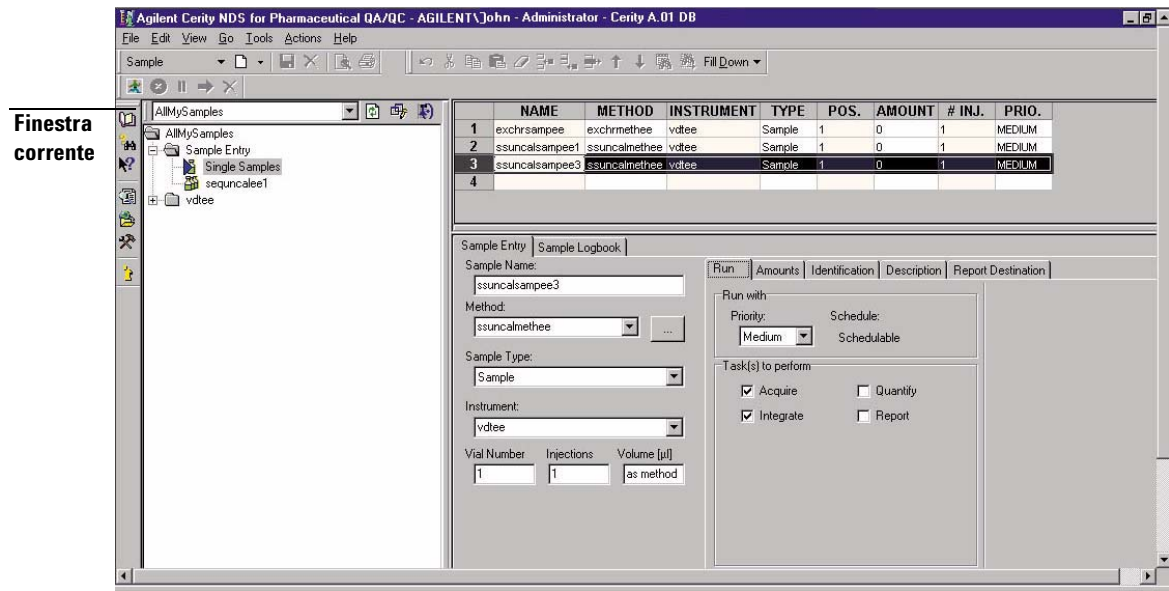 Agilent Cerity NDS for Pharmaceutical QA/QC - AGILENT\John - Administrator - Cerity A.01 DB
File Edit View Go Tools Actions Help
Sample
Fill Down
Finestra
corrente
AllMySamples
AllMySamples
Sample Entry
Single Samples
sequncalee1
vdtee
NAME METHOD INSTRUMENT TYPE POS. AMOUNT # INJ. PRIO.
1 exchrsampee exchrmethee vdtee Sample 1 0 1 MEDIUM
2 ssuncalsampee1 ssuncalmethee vdtee Sample 1 0 1 MEDIUM
3 ssuncalsampee3 ssuncalmethee vdtee Sample 1 0 1 MEDIUM
4
Sample Entry Sample Logbook
Sample Name:
ssuncalsampee3
Method:
ssuncalmethee ...
Sample Type:
Sample
Instrument:
vdtee
Vial Number Injections Volume [µl]
1 1 as method
Run Amounts Identification Description Report Destination
Run with
Priority: Schedule:
Medium Schedulable
Task(s) to perform
Acquire Quantify
Integrate Report